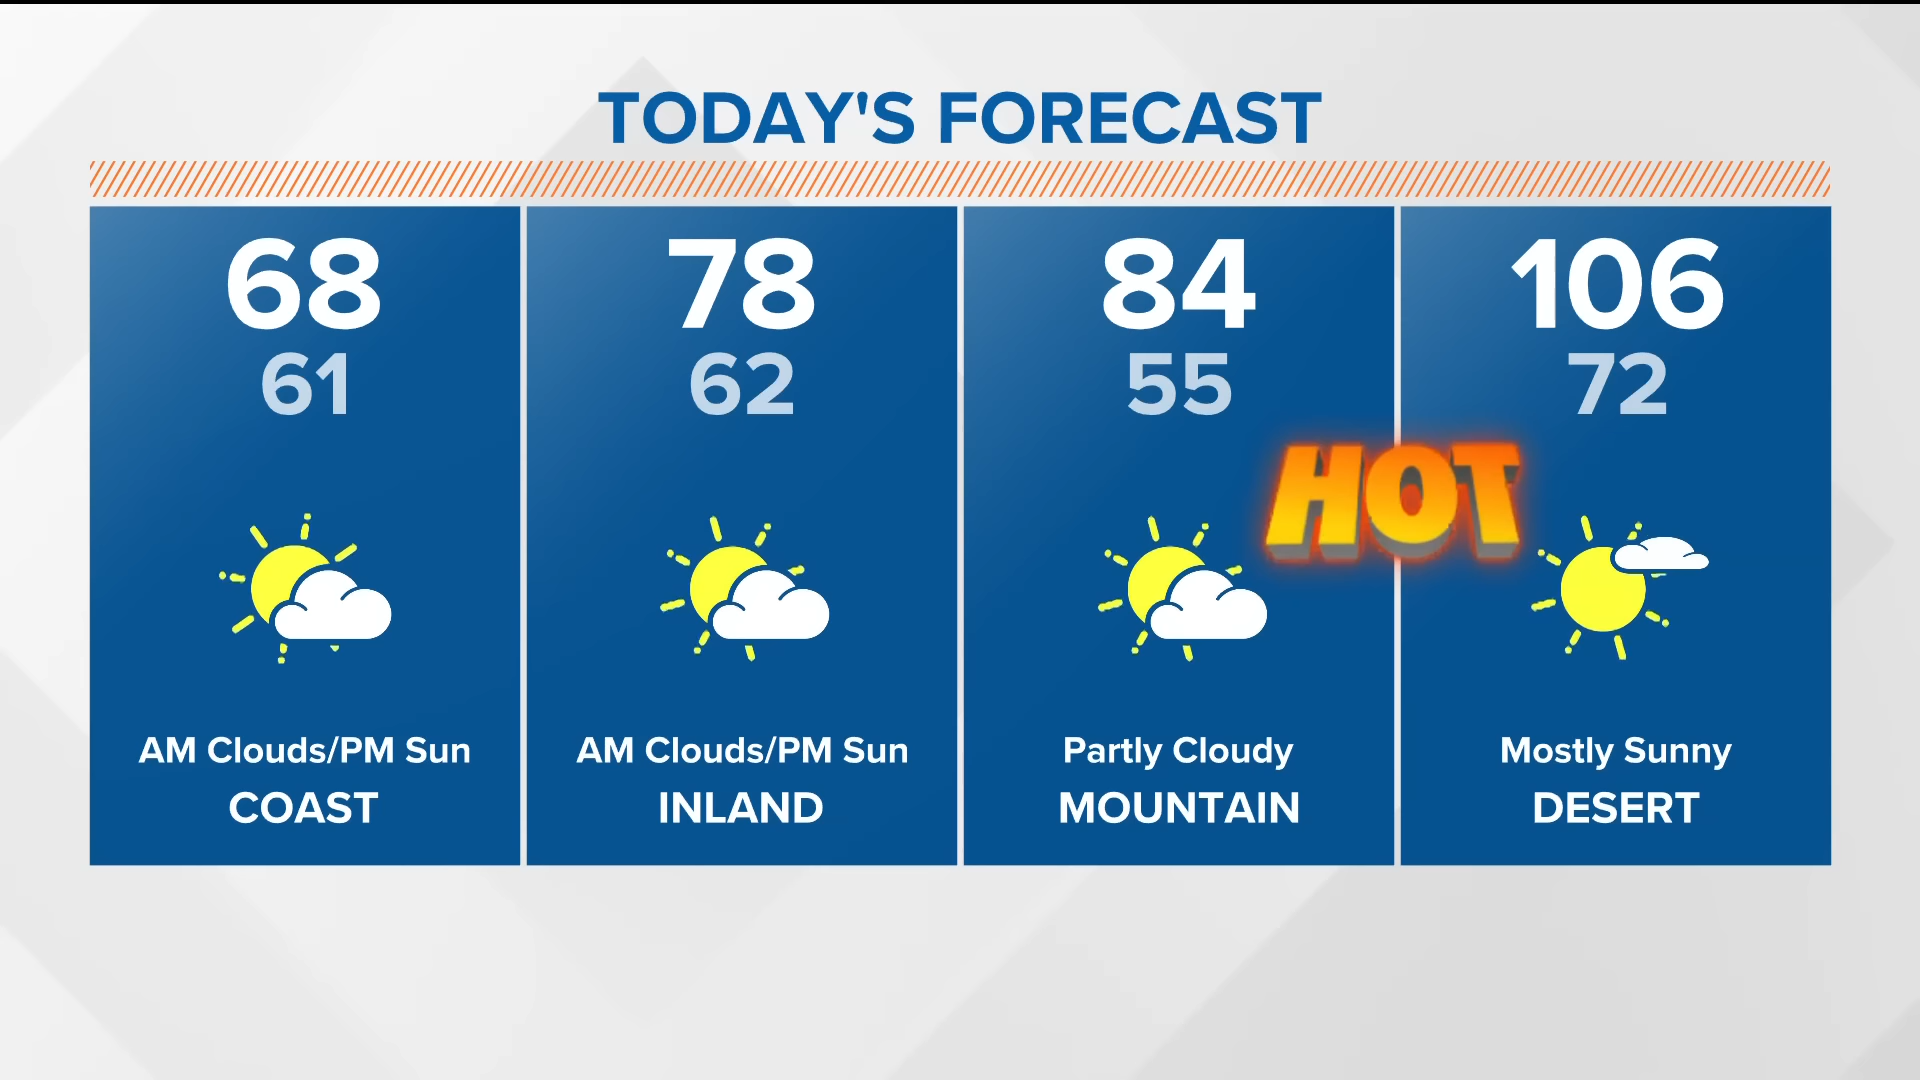 TODAY'S FORECAST
68
61
AM Clouds/PM Sun
COAST
78
62
AM Clouds/PM Sun
INLAND
84
55
Partly Cloudy
MOUNTAIN
HOT
106
72
Mostly Sunny
DESERT